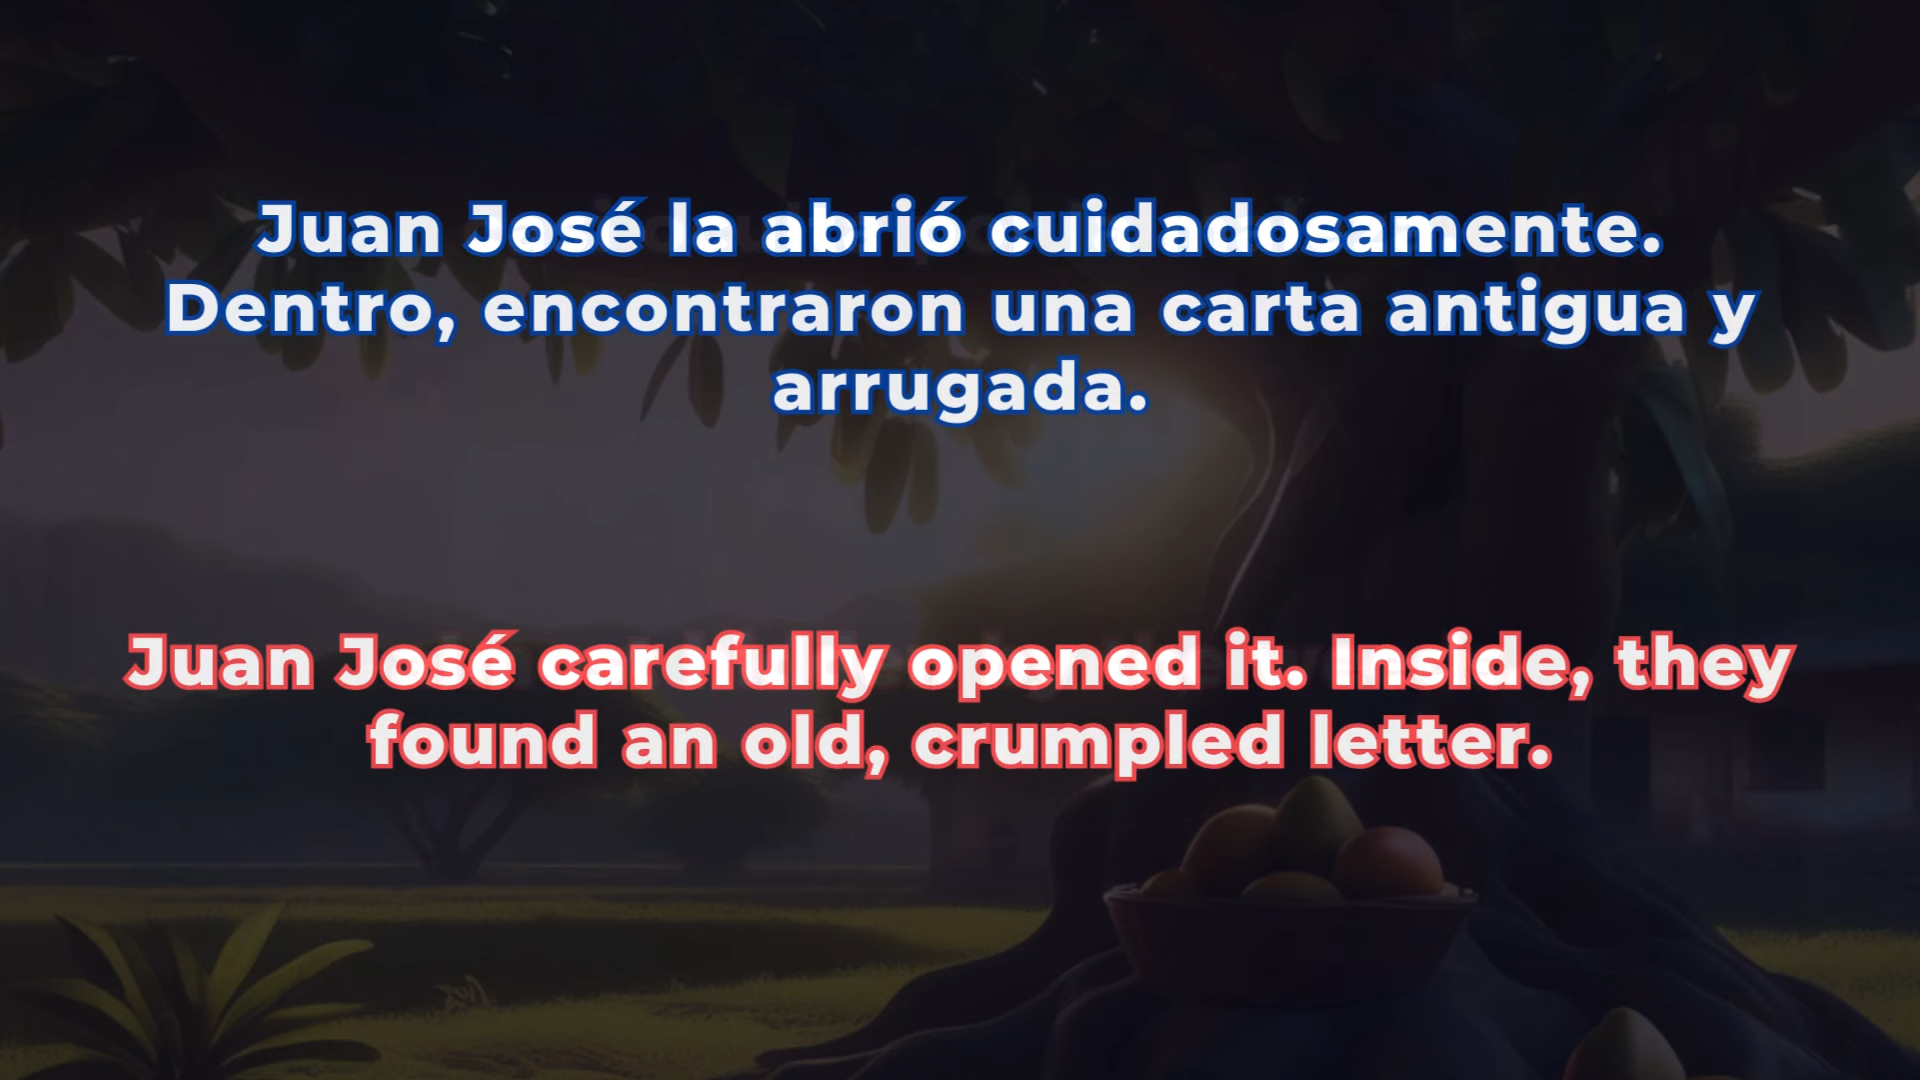 Juan José la abrió cuidadosamente.
Dentro, encontraron una carta antigua y
arrugada.
Juan José carefully opened it. Inside, they
found an old, crumpled letter.